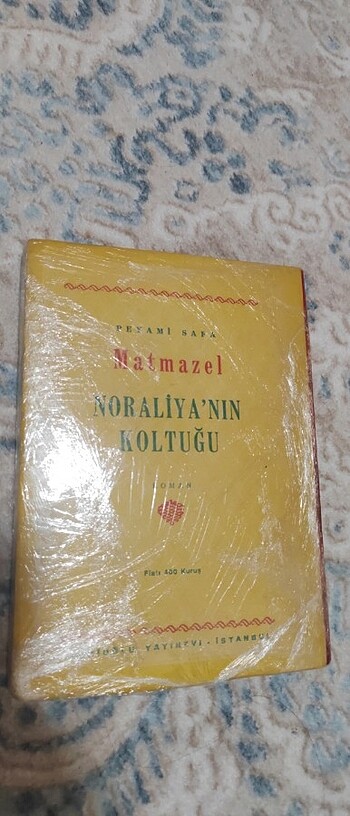 PEYAMİ SAFA
Matmazel
NORALİYA'NIN
KOLTUĞU
ROMAN
Fiatı 400 Kuruş
YAYINEVİ - İSTANBUL